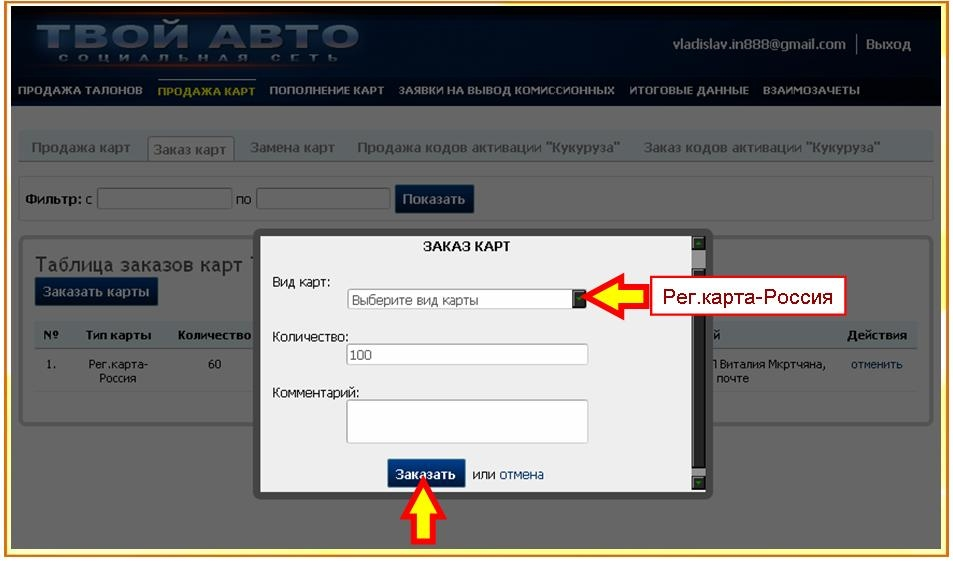 ТВОЙ АВТО
СОЦИАЛЬНАЯ СЕТЬ
vladislav.in888@gmail.com | Выход
ПРОДАЖА ТАЛОНОВ ПРОДАЖА КАРТ ПОПОЛНЕНИЕ КАРТ ЗАЯВКИ НА ВЫВОД КОМИССИОННЫХ ИТОГОВЫЕ ДАННЫЕ ВЗАИМОЗАЧЕТЫ
Продажа карт Заказ карт Замена карт Продажа кодов активации "Кукуруза" Заказ кодов активации "Кукуруза"
Фильтр: с по Показать
Таблица заказов карт
Заказать карты
№ Тип карты Количество й Действия
1. Рег.карта- 60 Виталия Мкртчяна, отменить
Россия почте
ЗАКАЗ КАРТ
Вид карт:
Выберите вид карты
Рег.карта-Россия
Количество:
100
Комментарий:
Заказать или отмена